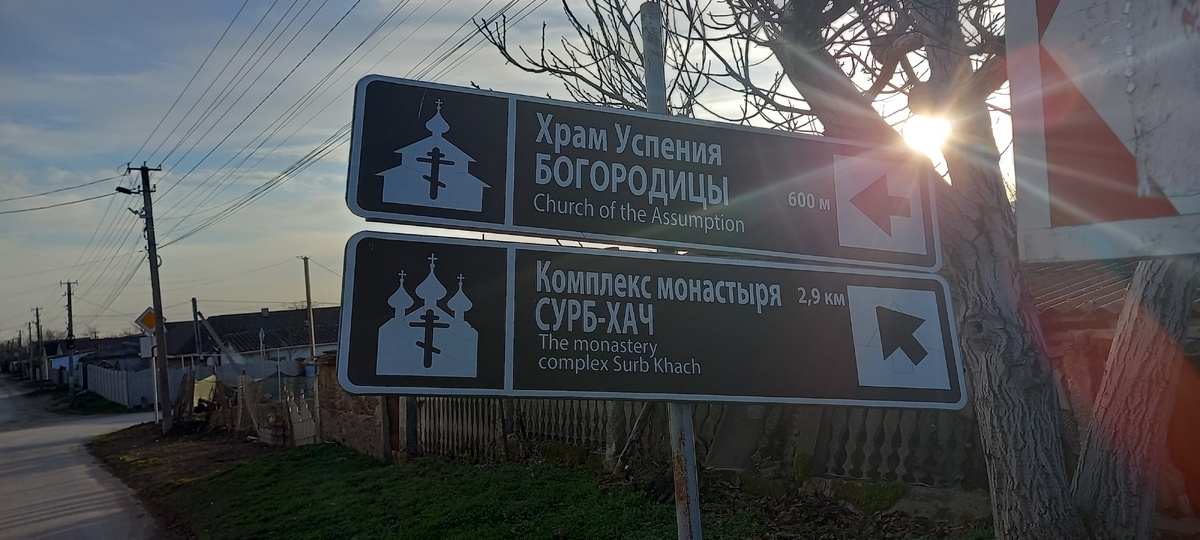 Храм Успения
БОГОРОДИЦЫ
Church of the Assumption
600 м
Комплекс монастыря
СУРБ-ХАЧ
The monastery
complex Surb Khach
2,9 км